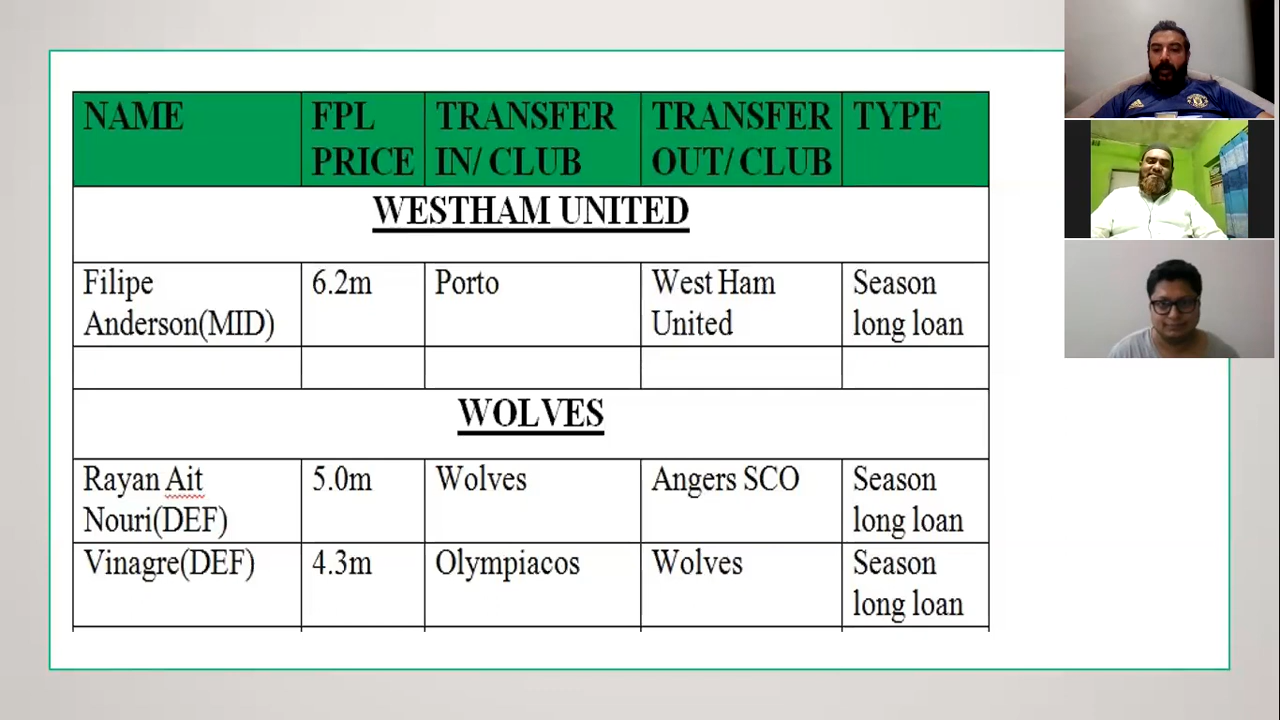 NAME
FPL PRICE
TRANSFER IN/ CLUB
TRANSFER OUT/ CLUB
TYPE
WESTHAM UNITED
Filipe Anderson(MID)
6.2m
Porto
West Ham United
Season long loan
WOLVES
Rayan Ait Nouri(DEF)
5.0m
Wolves
Angers SCO
Season long loan
Vinagre(DEF)
4.3m
Olympiacos
Wolves
Season long loan